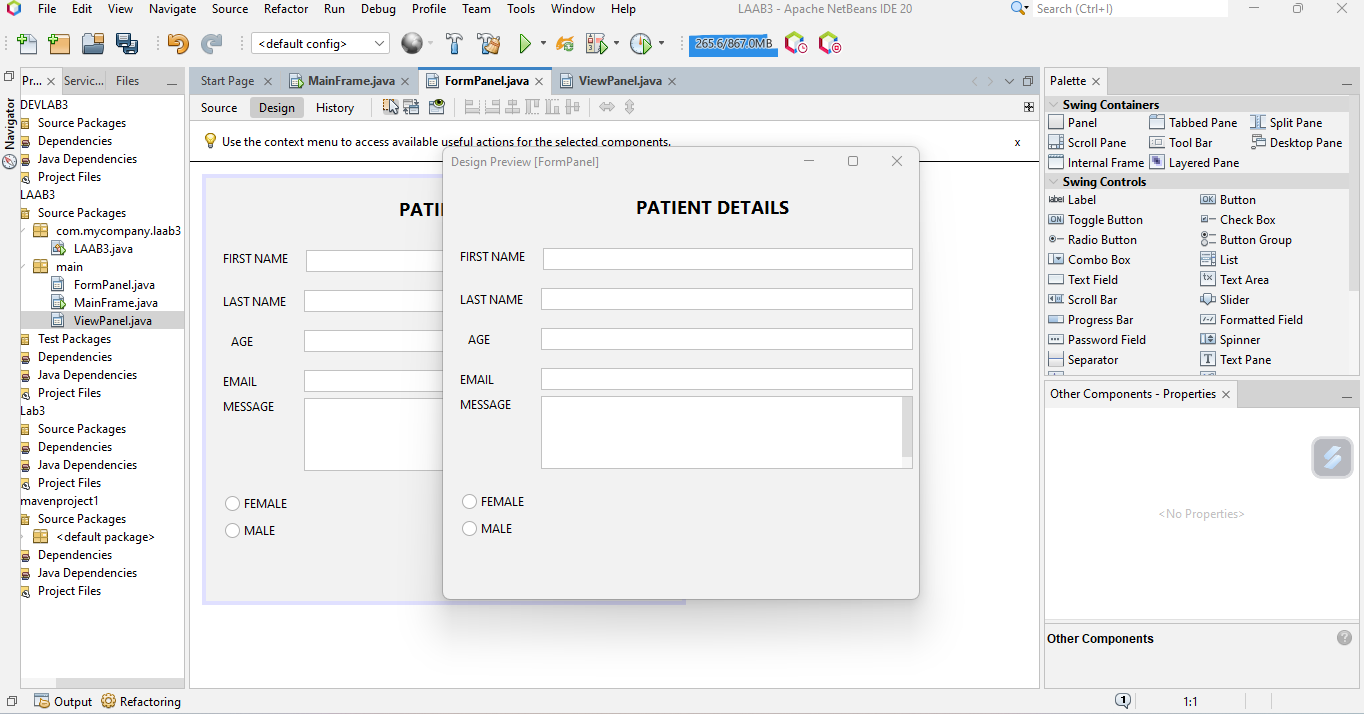 File Edit View Navigate Source Refactor Run Debug Profile Team Tools Window Help LAAB3 - Apache NetBeans IDE 20 Search (Ctrl+I)
<default config> 265.6/867.0MB
Pr... Servic... Files
Navigator
DEVLAB3
Source Packages
Dependencies
Java Dependencies
Project Files
LAAB3
Source Packages
com.mycompany.laab3
LAAB3.java
main
FormPanel.java
MainFrame.java
ViewPanel.java
Test Packages
Dependencies
Java Dependencies
Project Files
Lab3
Source Packages
Dependencies
Java Dependencies
Project Files
mavenproject1
Source Packages
<default package>
Dependencies
Java Dependencies
Project Files
Start Page MainFrame.java FormPanel.java ViewPanel.java
Source Design History
Use the context menu to access available useful actions for the selected components. x
PATI
FIRST NAME
LAST NAME
AGE
EMAIL
MESSAGE
FEMALE
MALE
Design Preview [FormPanel]
PATIENT DETAILS
FIRST NAME
LAST NAME
AGE
EMAIL
MESSAGE
FEMALE
MALE
Palette
Swing Containers
Panel Tabbed Pane Split Pane
Scroll Pane Tool Bar Desktop Pane
Internal Frame Layered Pane
Swing Controls
label Label OK Button
ON Toggle Button Check Box
Radio Button Button Group
Combo Box List
Text Field Text Area
Scroll Bar Slider
Progress Bar Formatted Field
Password Field Spinner
Separator T Text Pane
Other Components - Properties
<No Properties>
Other Components ?
Output Refactoring 1 1:1